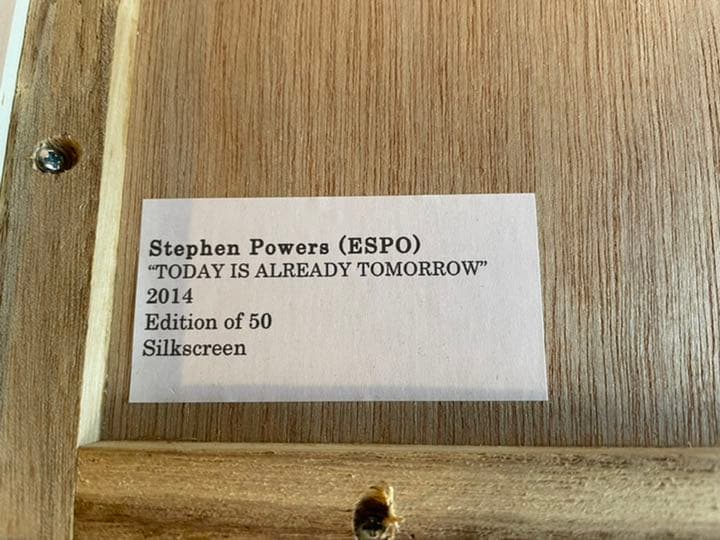 Stephen Powers (ESPO)
“TODAY IS ALREADY TOMORROW”
2014
Edition of 50
Silkscreen